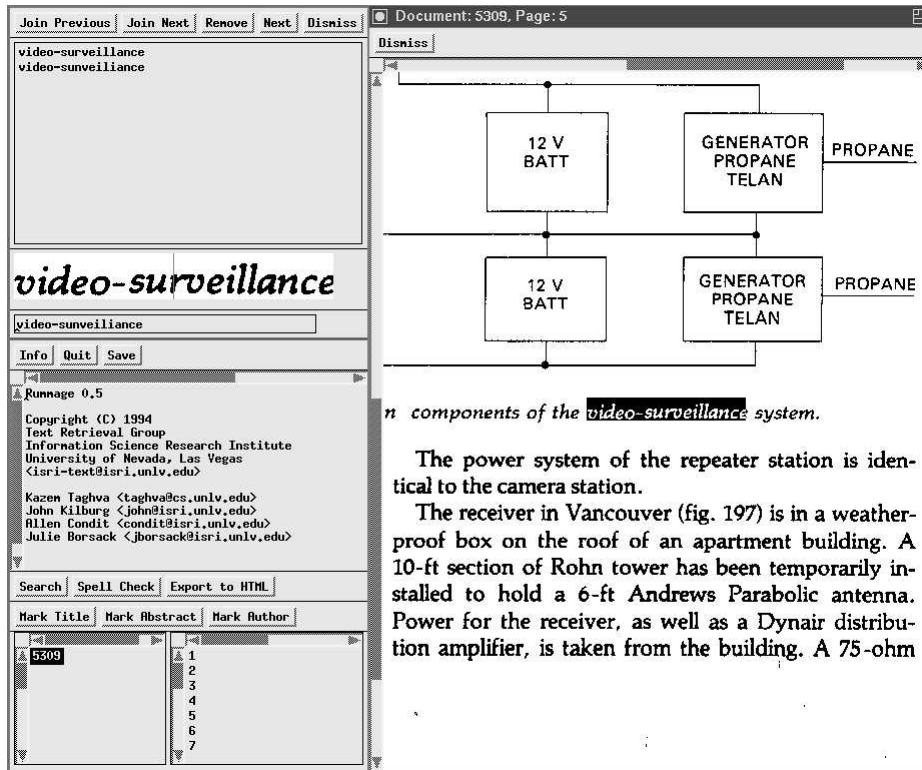 Join Previous Join Next Remove Next Dismiss
video-surveillance
video-sunveiliance
video-surveillance
video-sunveiliance
Info Quit Save
Rummage 0.5
Copyright (C) 1994
Text Retrieval Group
Information Science Research Institute
University of Nevada, Las Vegas
<isri-text@isri.unlv.edu>
Kazem Taghva <taghva@cs.unlv.edu>
John Kilburg <john@isri.unlv.edu>
Allen Condit <condit@isri.unlv.edu>
Julie Borsack <jborsack@isri.unlv.edu>
Search Spell Check Export to HTML
Mark Title Mark Abstract Mark Author
5309
1
2
3
4
5
6
7
Document: 5309, Page: 5
Dismiss
12 V
BATT
GENERATOR
PROPANE
TELAN
PROPANE
12 V
BATT
GENERATOR
PROPANE
TELAN
PROPANE
n components of the video-surveillance system.
The power system of the repeater station is iden-
tical to the camera station.
The receiver in Vancouver (fig. 197) is in a weather-
proof box on the roof of an apartment building. A
10-ft section of Rohn tower has been temporarily in-
stalled to hold a 6-ft Andrews Parabolic antenna.
Power for the receiver, as well as a Dynair distribu-
tion amplifier, is taken from the building. A 75-ohm